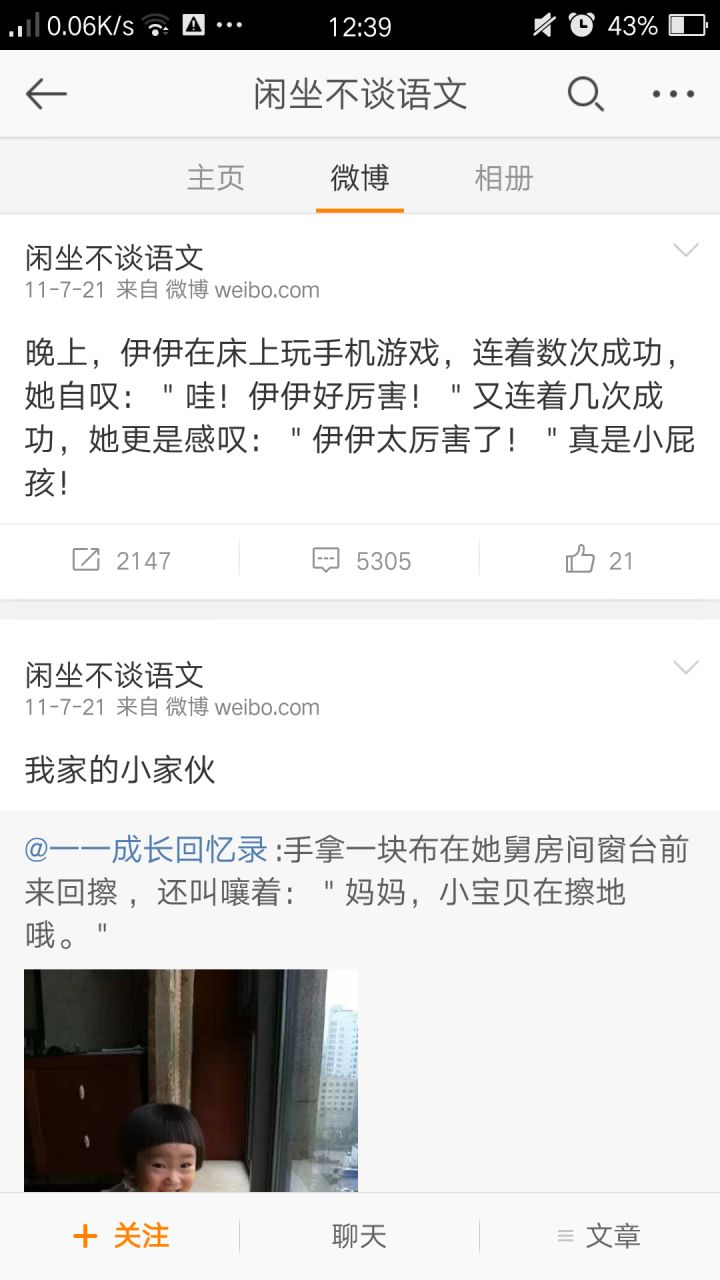 0.06K/s 12:39 43%
闲坐不谈语文
主页 微博 相册
闲坐不谈语文
11-7-21 来自 微博 weibo.com
晚上，伊伊在床上玩手机游戏，连着数次成功，
她自叹："哇！伊伊好厉害！"又连着几次成
功，她更是感叹："伊伊太厉害了！"真是小屁
孩！
2147 5305 21
闲坐不谈语文
11-7-21 来自 微博 weibo.com
我家的小家伙
@一一成长回忆录:手拿一块布在她舅房间窗台前
来回擦，还叫嚷着："妈妈，小宝贝在擦地
哦。"
+ 关注 聊天 ≡ 文章